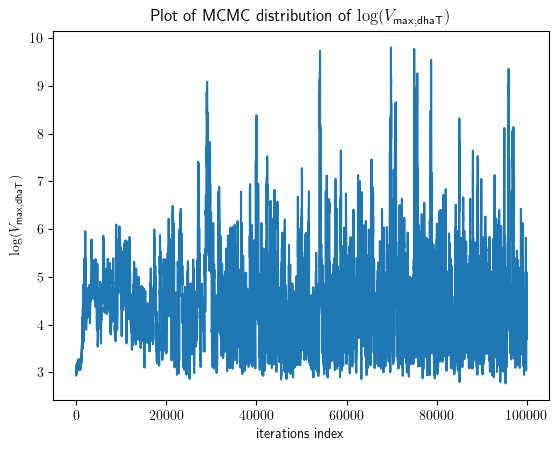 Plot of MCMC distribution of log(V_max,dhaT)
log(V_max,dhaT)
10
9
8
7
6
5
4
3
0 20000 40000 60000 80000 100000
iterations index